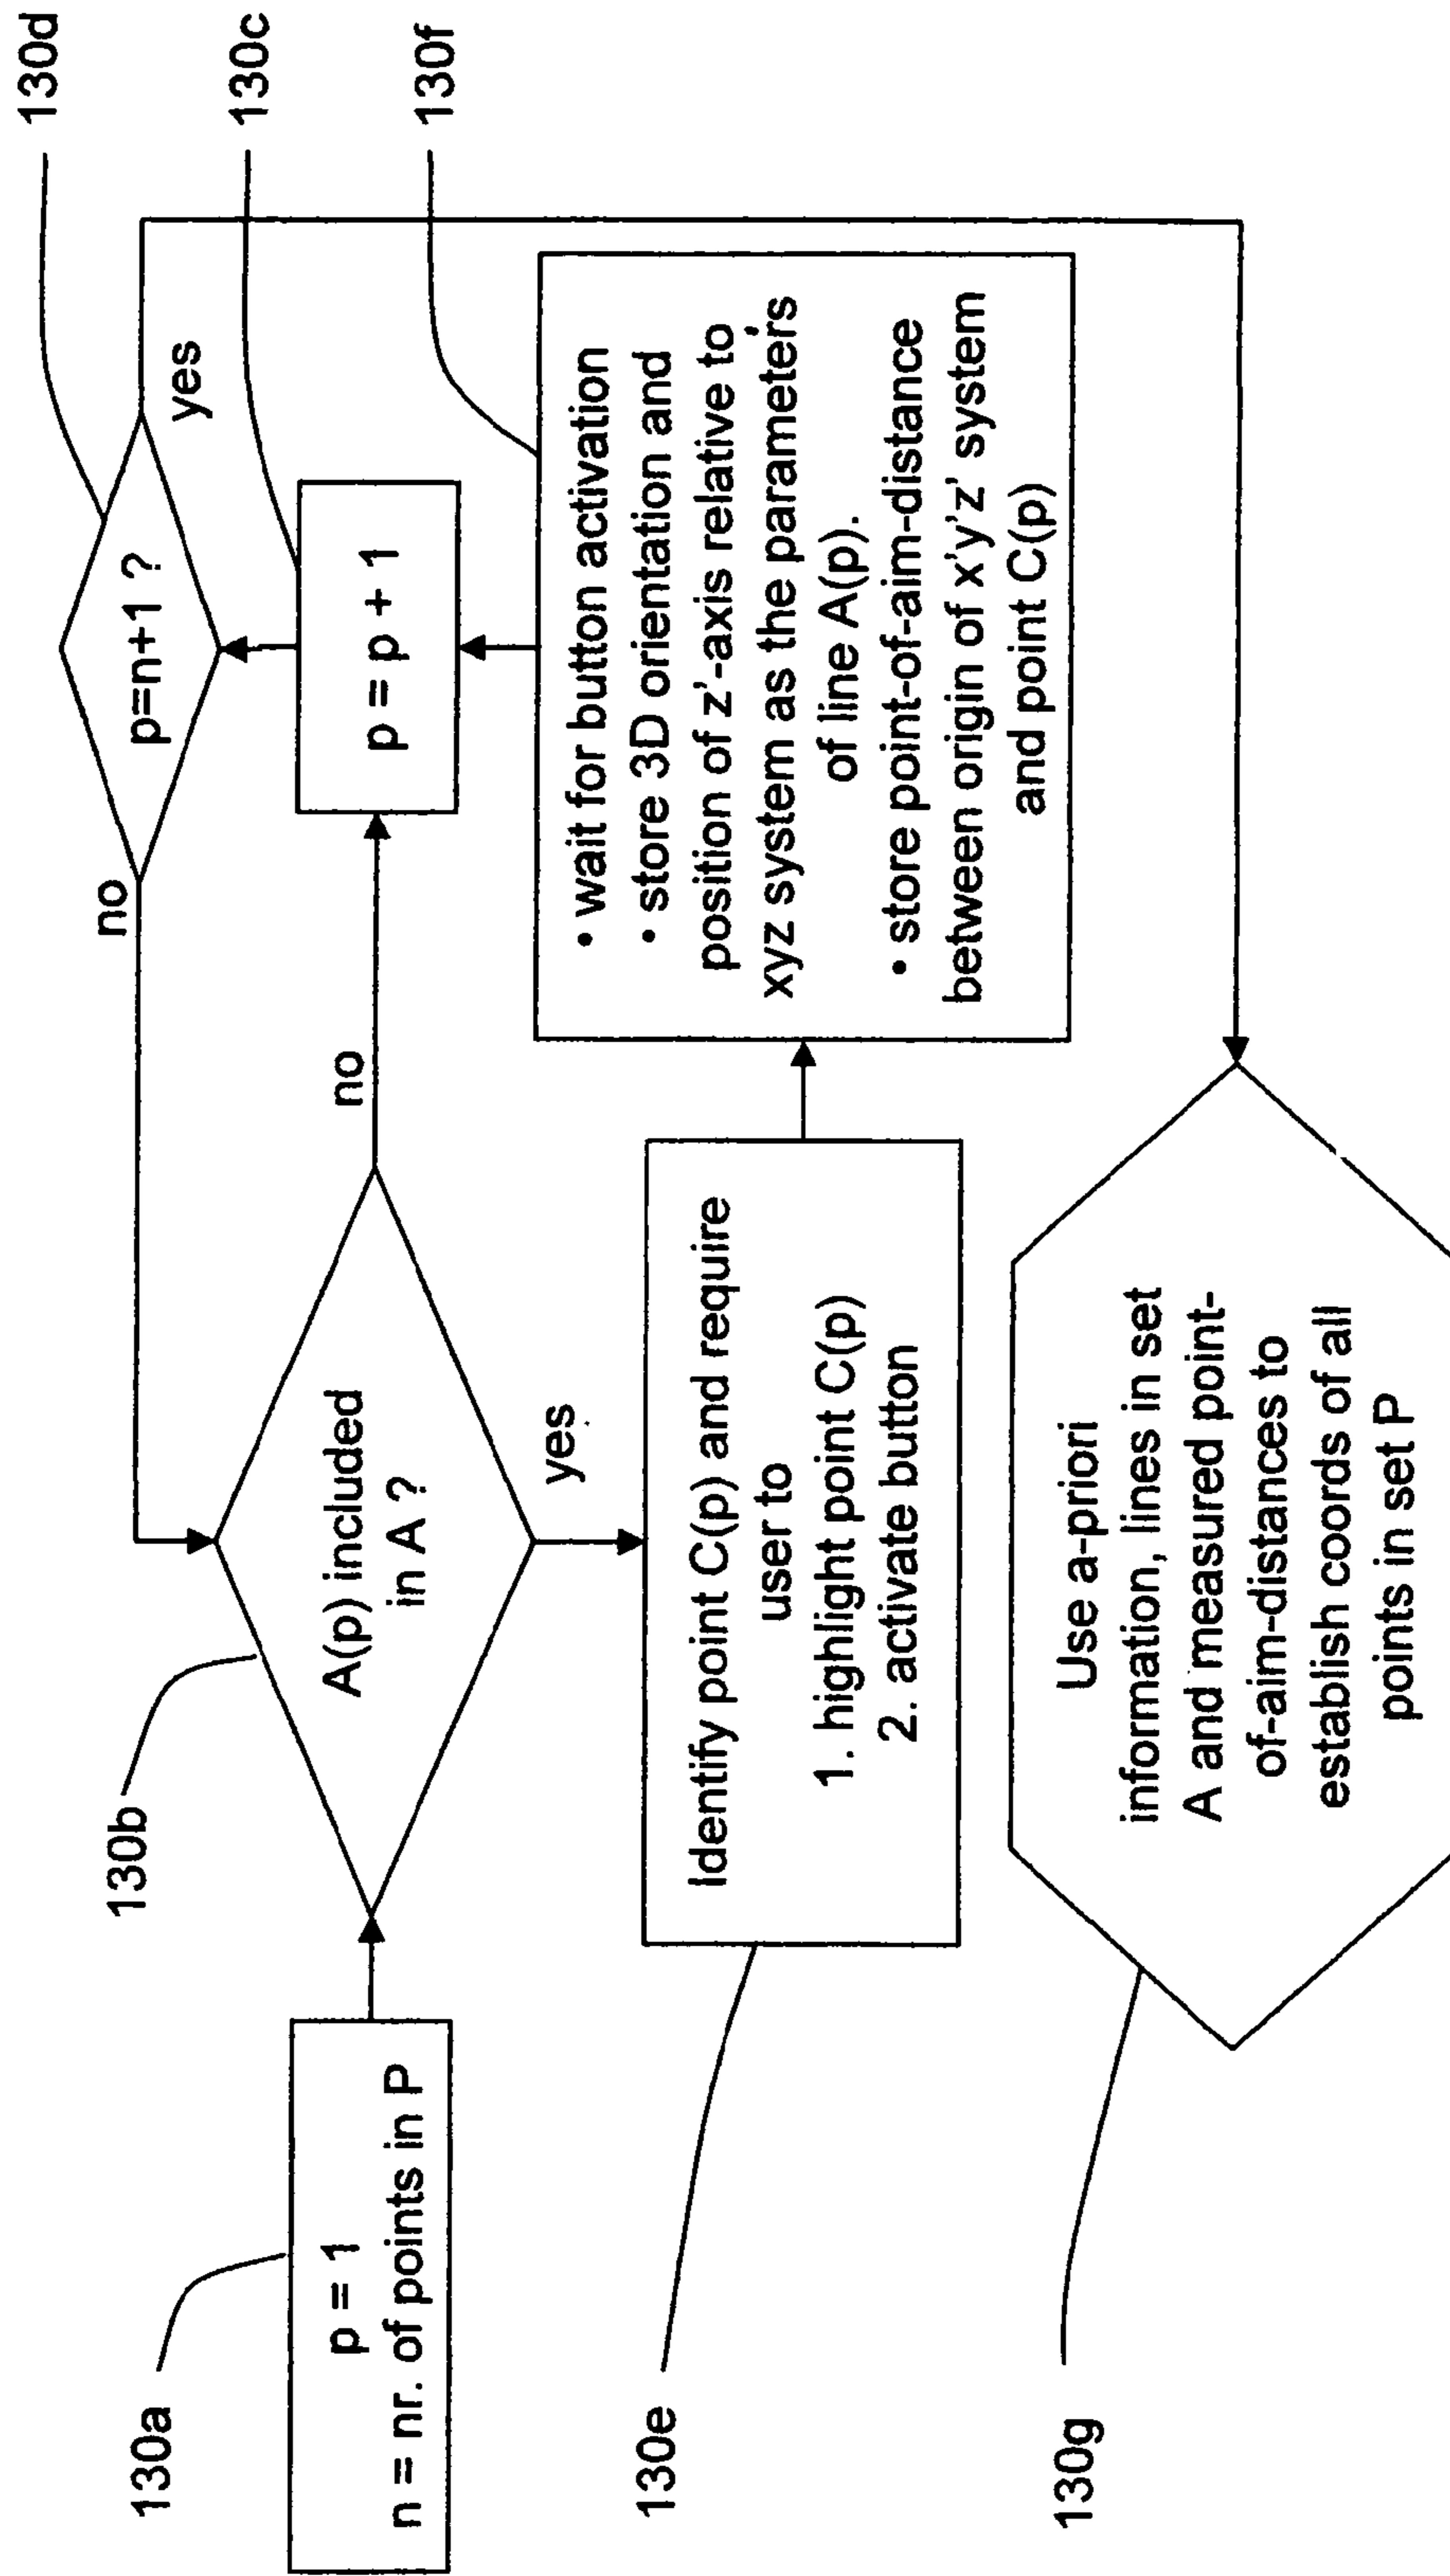 130a
p = 1
n = nr. of points in P
130b
A(p) included
in A ?
no
yes
130c
p = p + 1
130d
p=n+1 ?
no
yes
130e
Identify point C(p) and require
user to
1. highlight point C(p)
2. activate button
130f
• wait for button activation
• store 3D orientation and
position of z'-axis relative to
xyz system as the parameters
of line A(p).
• store point-of-aim-distance
between origin of x'y'z' system
and point C(p)
130g
Use a-priori
information, lines in set
A and measured point-
of-aim-distances to
establish coords of all
points in set P